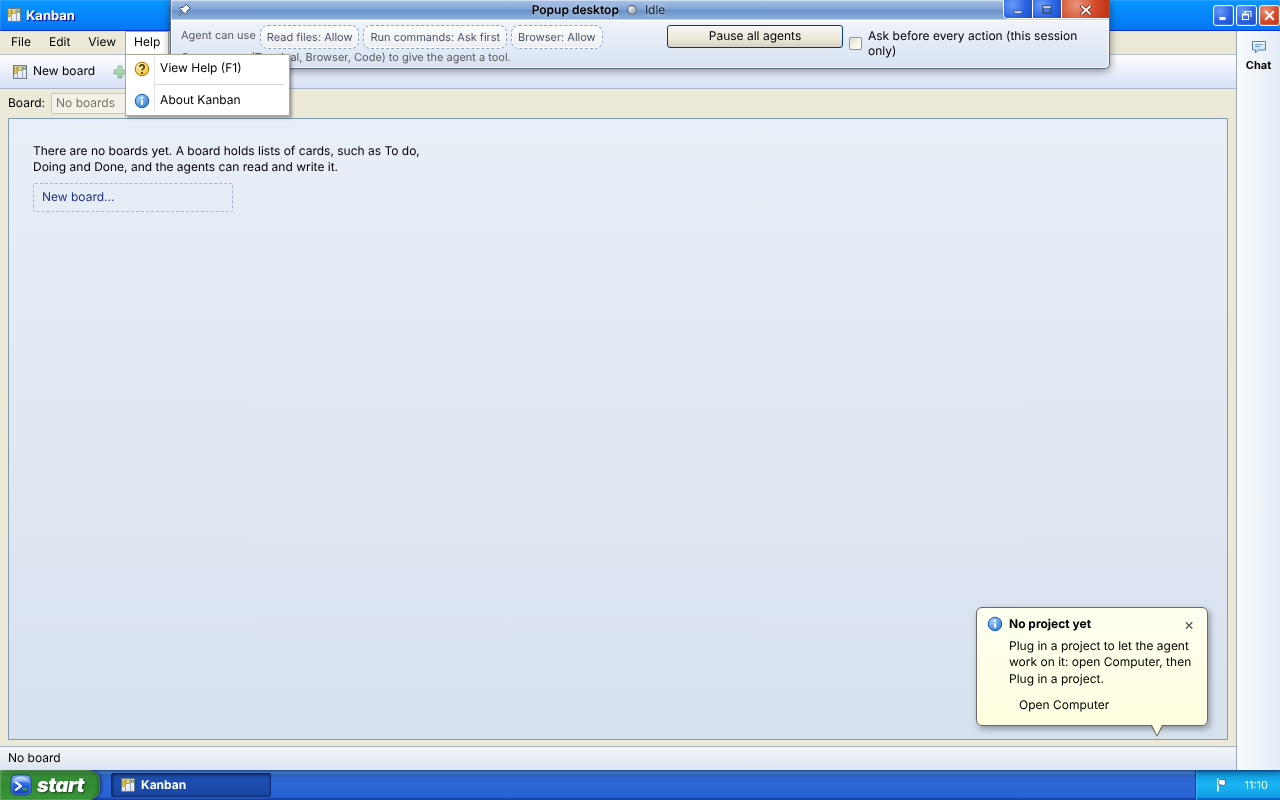 Kanban
Popup desktop Idle
File Edit View Help
Agent can use Read files: Allow Run commands: Ask first Browser: Allow
Pause all agents
Ask before every action (this session only)
Browser, Code) to give the agent a tool.
New board
View Help (F1)
About Kanban
Chat
Board: No boards
There are no boards yet. A board holds lists of cards, such as To do,
Doing and Done, and the agents can read and write it.
New board...
No project yet
Plug in a project to let the agent
work on it: open Computer, then
Plug in a project.
Open Computer
No board
start Kanban 11:10